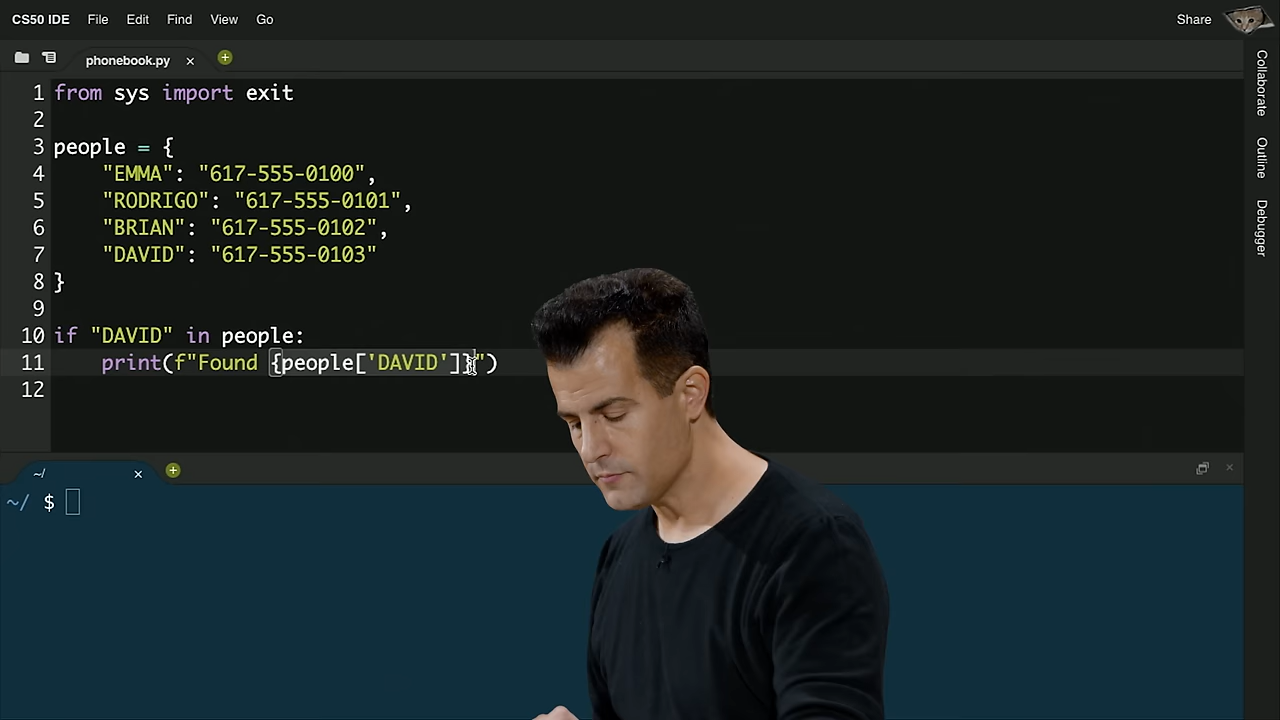 CS50 IDE File Edit Find View Go Share
phonebook.py
1 from sys import exit
2
3 people = {
4     "EMMA": "617-555-0100",
5     "RODRIGO": "617-555-0101",
6     "BRIAN": "617-555-0102",
7     "DAVID": "617-555-0103"
8 }
9
10 if "DAVID" in people:
11     print(f"Found {people['DAVID']}")
12
~/
~/ $
Collaborate
Outline
Debugger